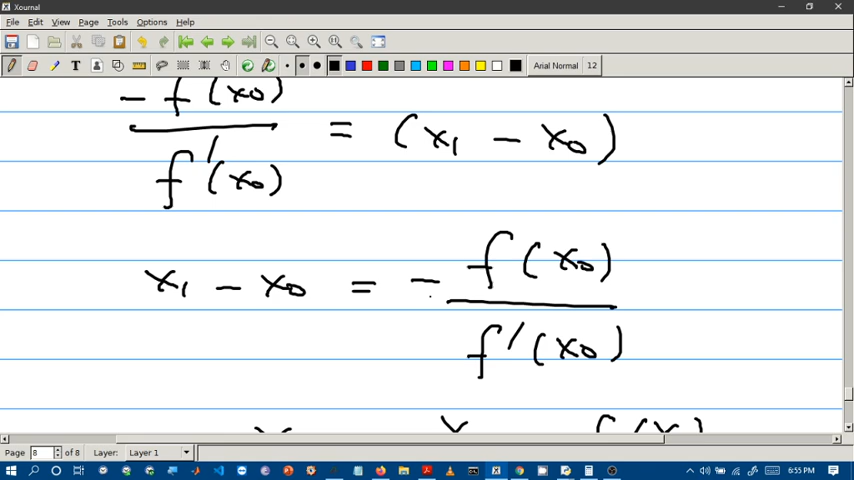 Xournal
File Edit View Page Tools Options Help
Arial Normal 12
- f(x0)
f'(x0)
= (x1 - x0)
x1 - x0 = - f(x0)
f'(x0)
Page 8 of 8 Layer: Layer 1
6:55 PM